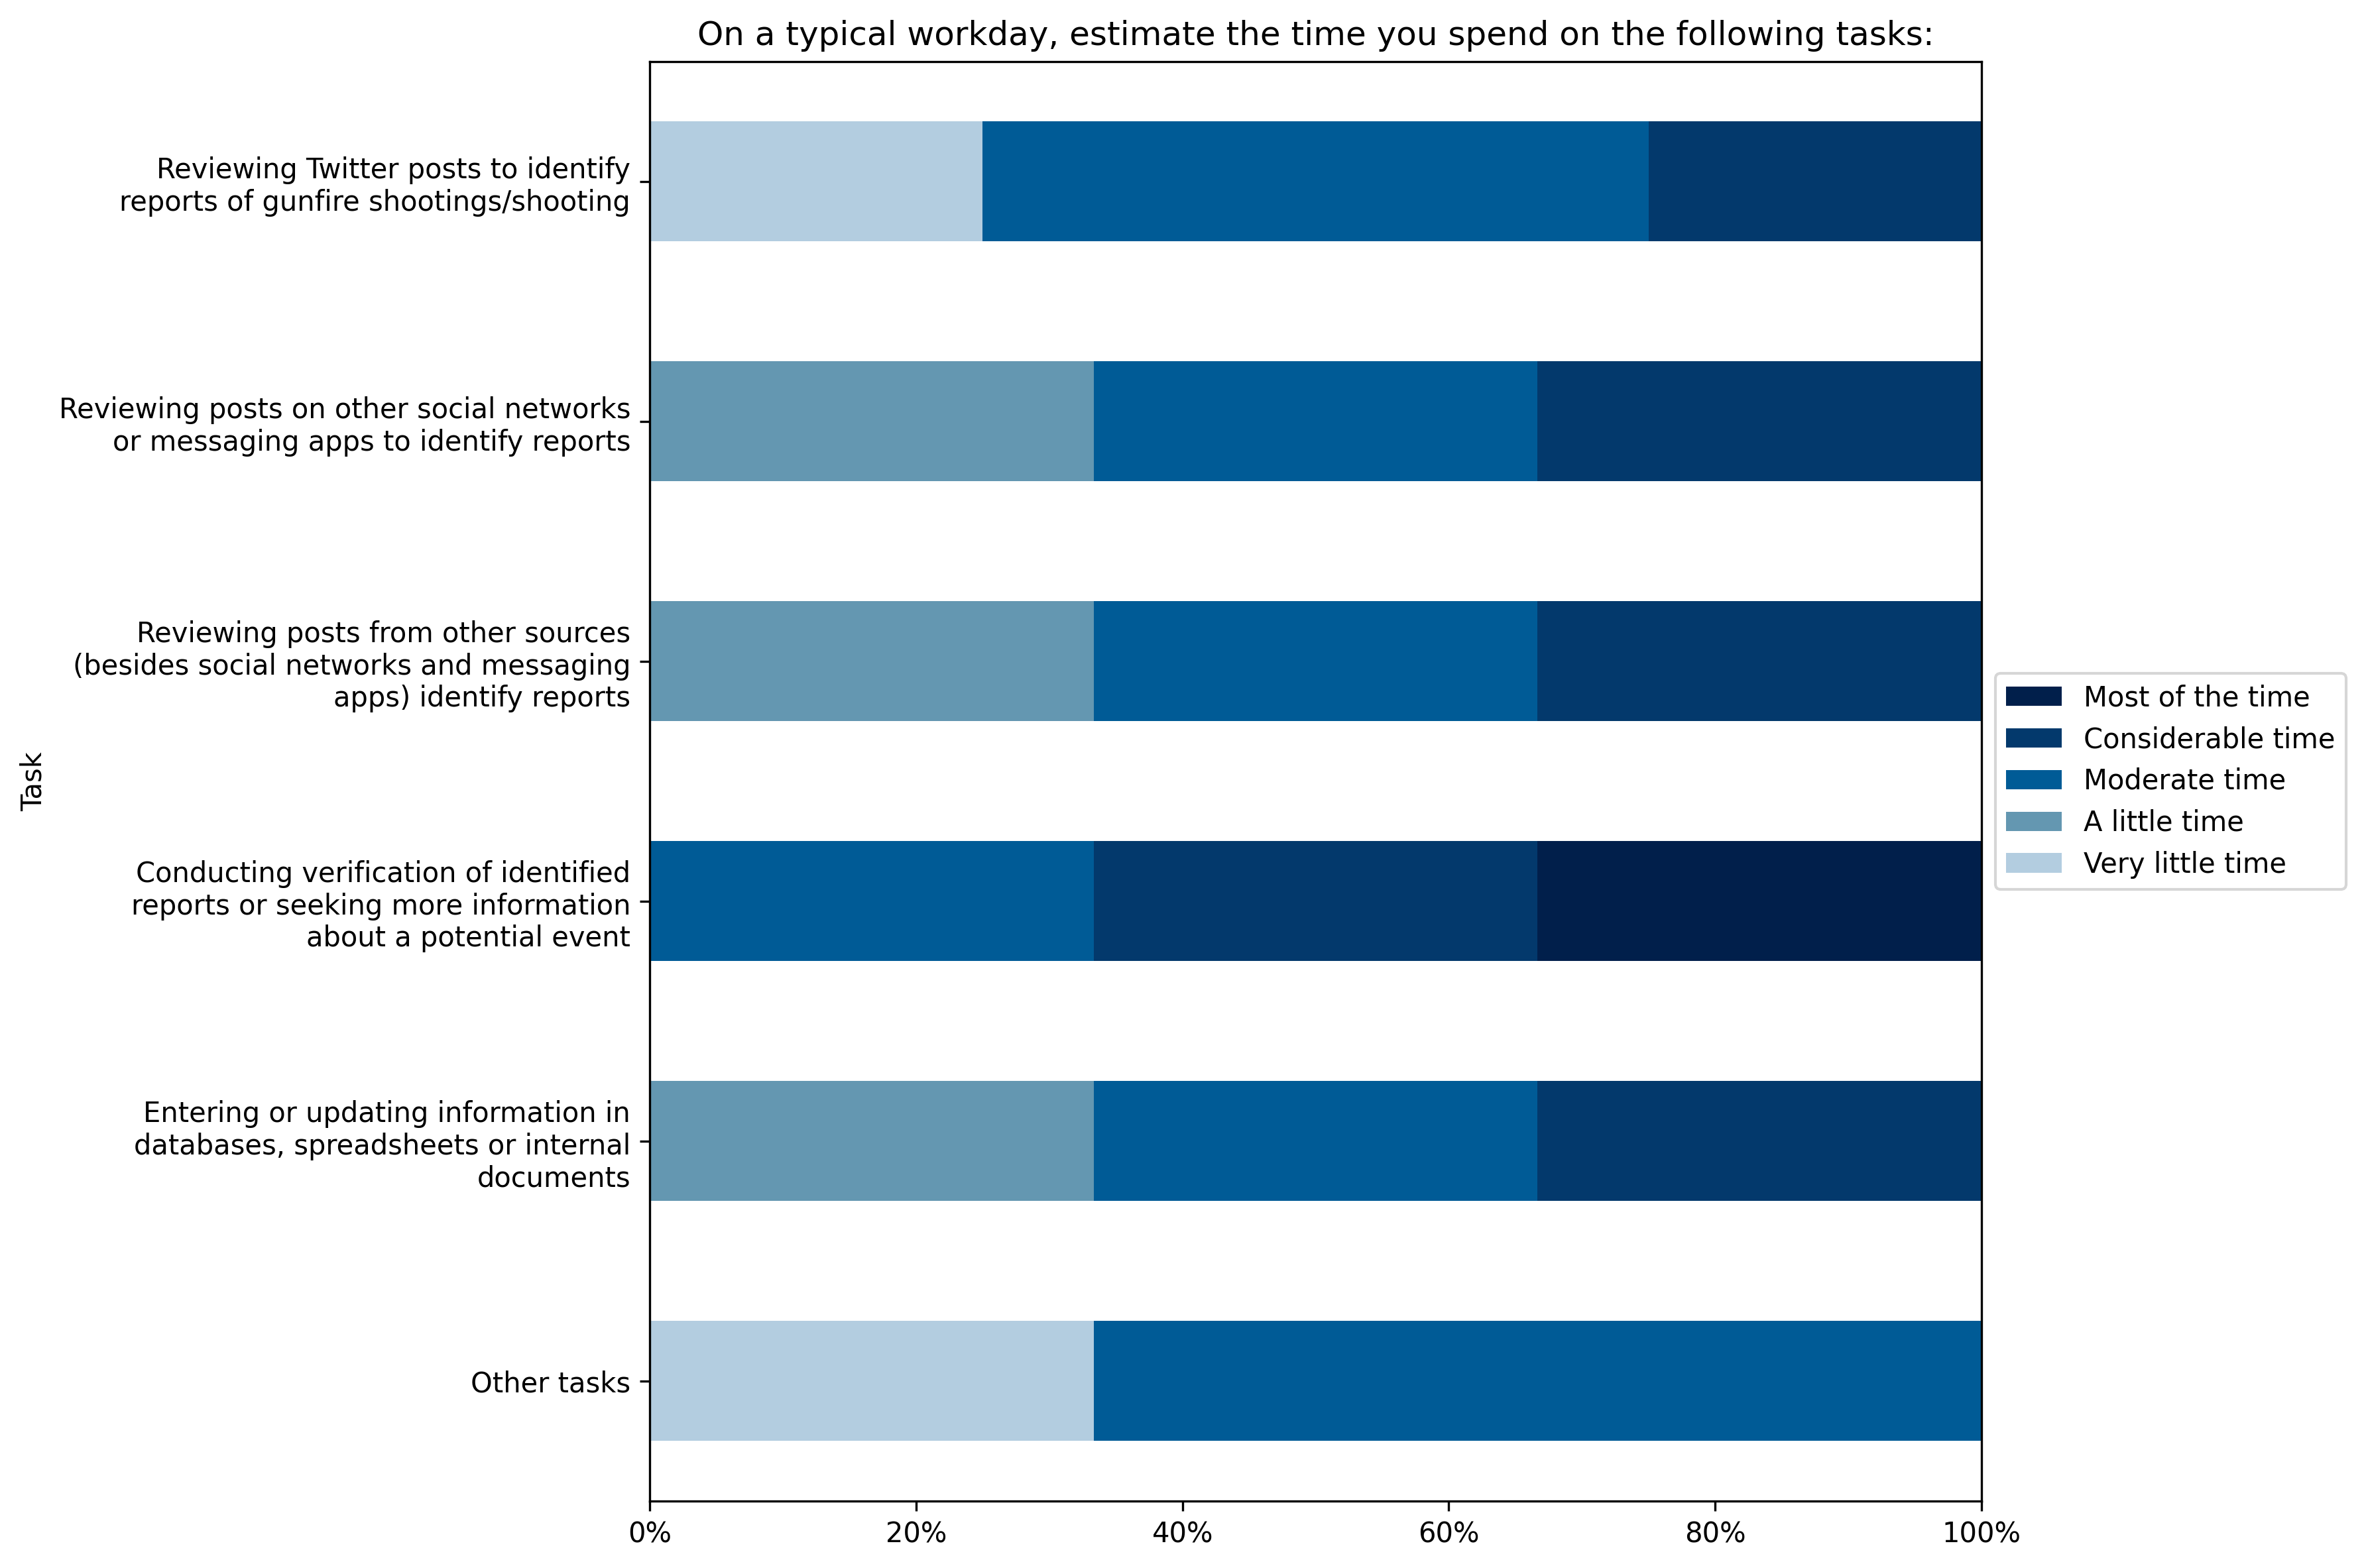 On a typical workday, estimate the time you spend on the following tasks:
Reviewing Twitter posts to identify
reports of gunfire shootings/shooting
Reviewing posts on other social networks
or messaging apps to identify reports
Reviewing posts from other sources
(besides social networks and messaging
apps) identify reports
Conducting verification of identified
reports or seeking more information
about a potential event
Entering or updating information in
databases, spreadsheets or internal
documents
Other tasks
Task
0%
20%
40%
60%
80%
100%
Most of the time
Considerable time
Moderate time
A little time
Very little time